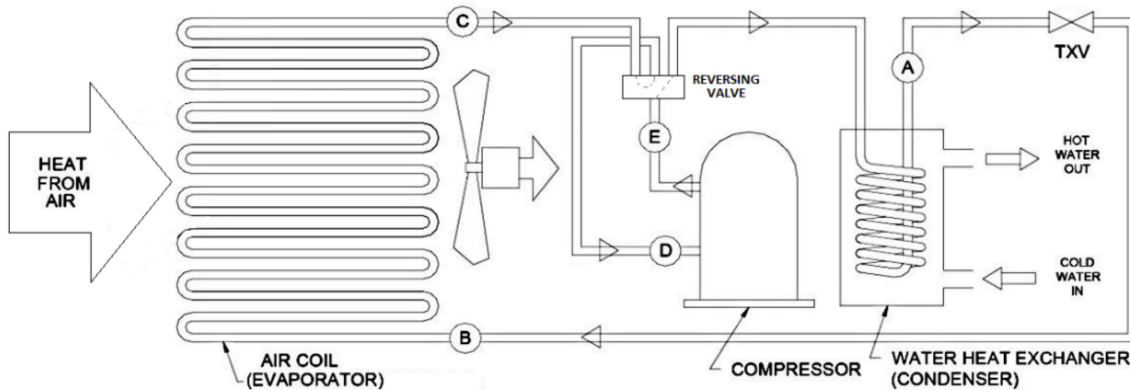 C
TXV
A
REVERSING
VALVE
E
HEAT
FROM
AIR
HOT
WATER
OUT
D
COLD
WATER
IN
B
AIR COIL
(EVAPORATOR)
COMPRESSOR
WATER HEAT EXCHANGER
(CONDENSER)